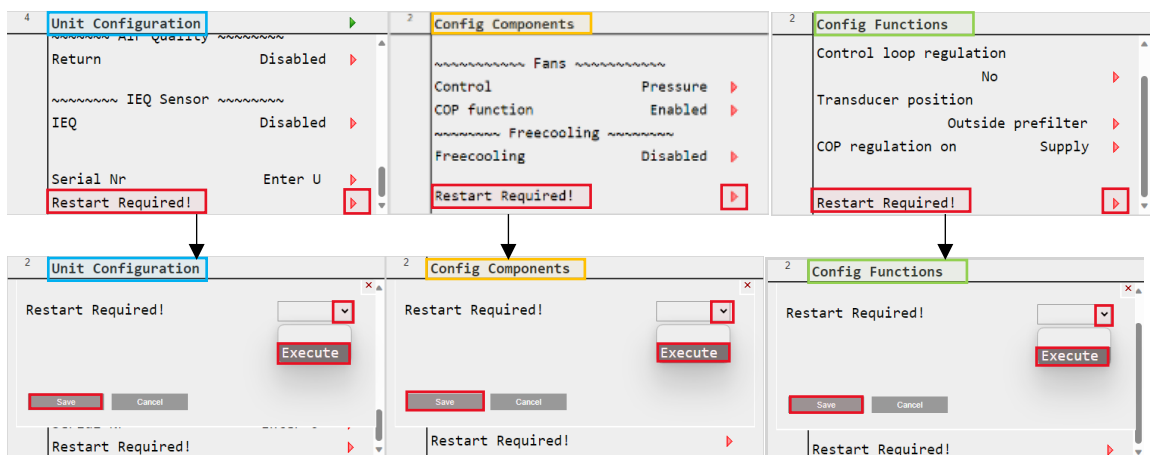 4 Unit Configuration
~~~~~~~ Air Quality ~~~~~~~~
Return Disabled
~~~~~~~~ IEQ Sensor ~~~~~~~~
IEQ Disabled
Serial Nr Enter U
Restart Required!
2 Config Components
~~~~~~~~~~~ Fans ~~~~~~~~~~~
Control Pressure
COP function Enabled
~~~~~~~~ Freecooling ~~~~~~~~
Freecooling Disabled
Restart Required!
2 Config Functions
Control loop regulation
No
Transducer position
Outside prefilter
COP regulation on Supply
Restart Required!
2 Unit Configuration
Restart Required!
Execute
Save Cancel
Restart Required!
2 Config Components
Restart Required!
Execute
Save Cancel
Restart Required!
2 Config Functions
Restart Required!
Execute
Save Cancel
Restart Required!